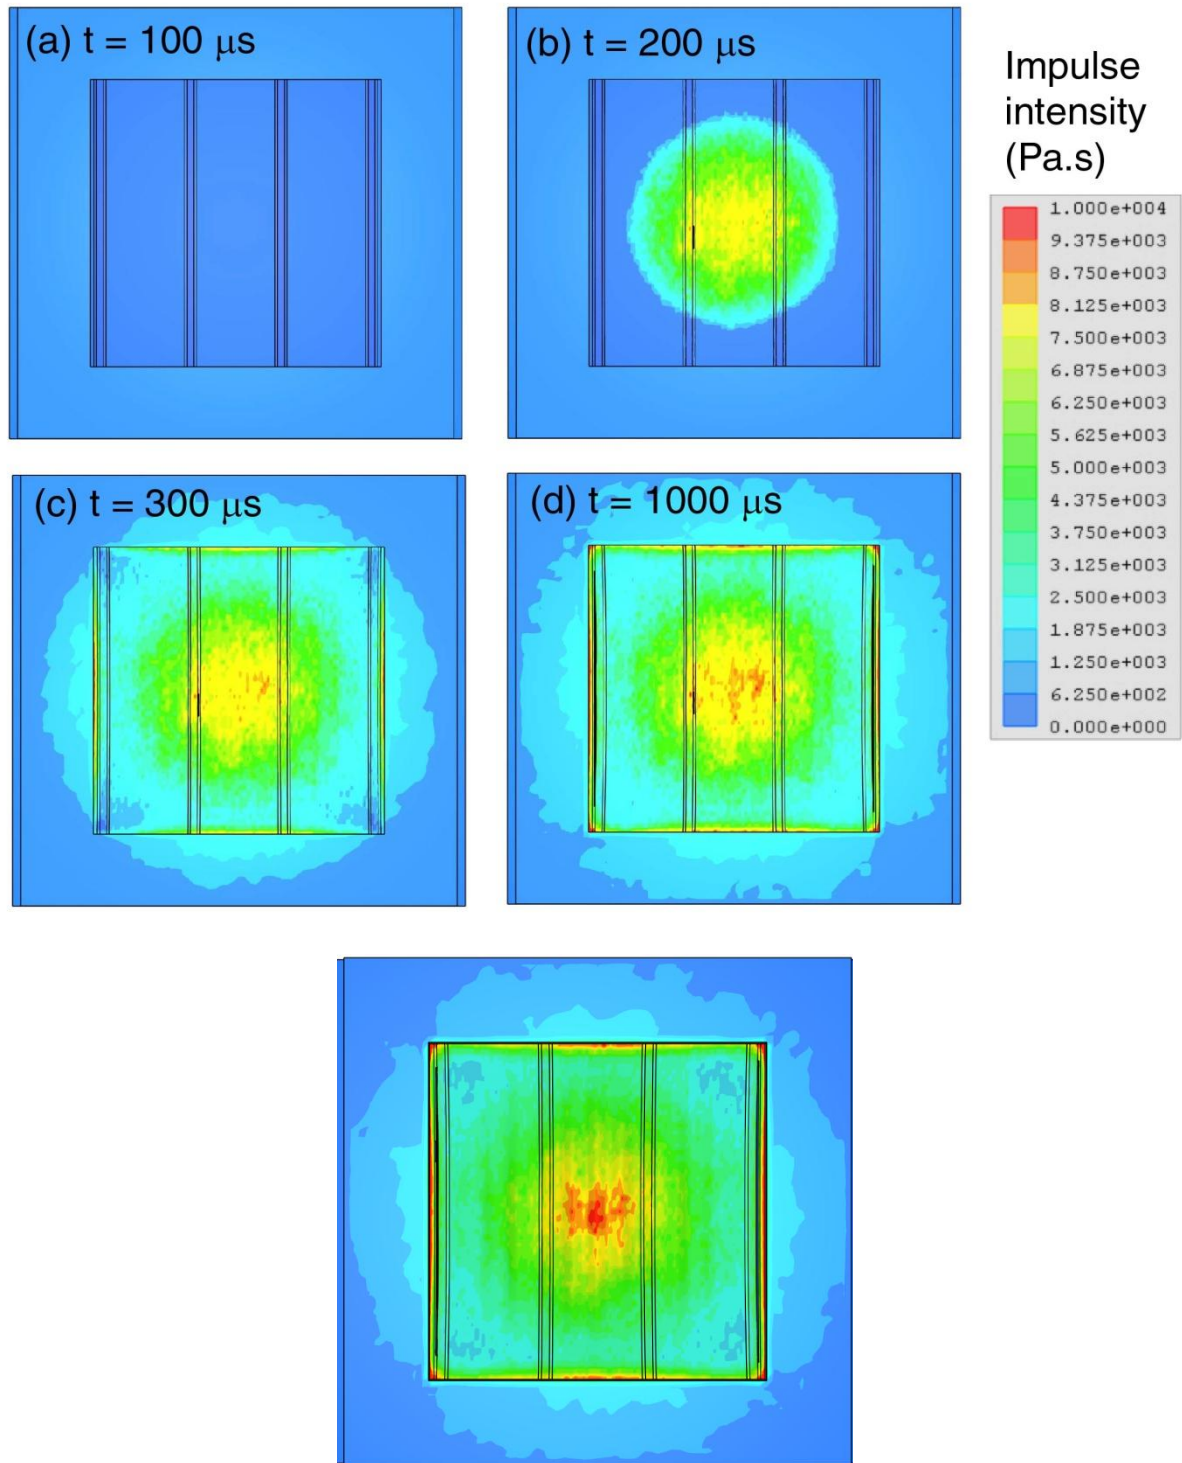 (a) t = 100 μs
(b) t = 200 μs
Impulse
intensity
(Pa.s)
1.000e+004
9.375e+003
8.750e+003
8.125e+003
7.500e+003
6.875e+003
6.250e+003
5.625e+003
5.000e+003
4.375e+003
3.750e+003
3.125e+003
2.500e+003
1.875e+003
1.250e+003
6.250e+002
0.000e+000
(c) t = 300 μs
(d) t = 1000 μs